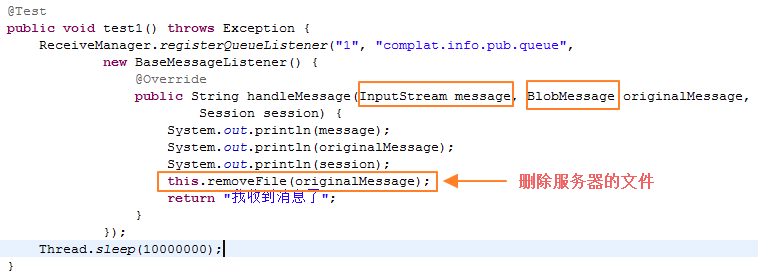 @Test
public void test1() throws Exception {
ReceiveManager.registerQueueListener("1", "complat.info.pub.queue",
new BaseMessageListener() {
@Override
public String handleMessage(InputStream message, BlobMessage originalMessage,
Session session) {
System.out.println(message);
System.out.println(originalMessage);
System.out.println(session);
this.removeFile(originalMessage); 删除服务器的文件
return "我收到消息了";
}
});
Thread.sleep(10000000);
}